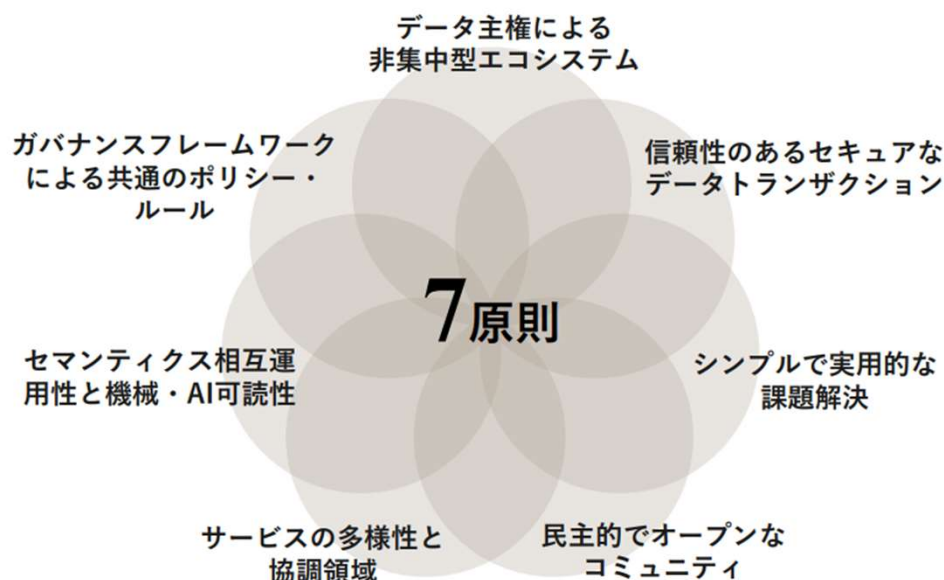 データ主権による
非集中型エコシステム
信頼性のあるセキュアな
データトランザクション
シンプルで実用的な
課題解決
民主的でオープンな
コミュニティ
サービスの多様性と
協調領域
セマンティクス相互運
用性と機械・AI可読性
ガバナンスフレームワーク
による共通のポリシー・
ルール
7原則